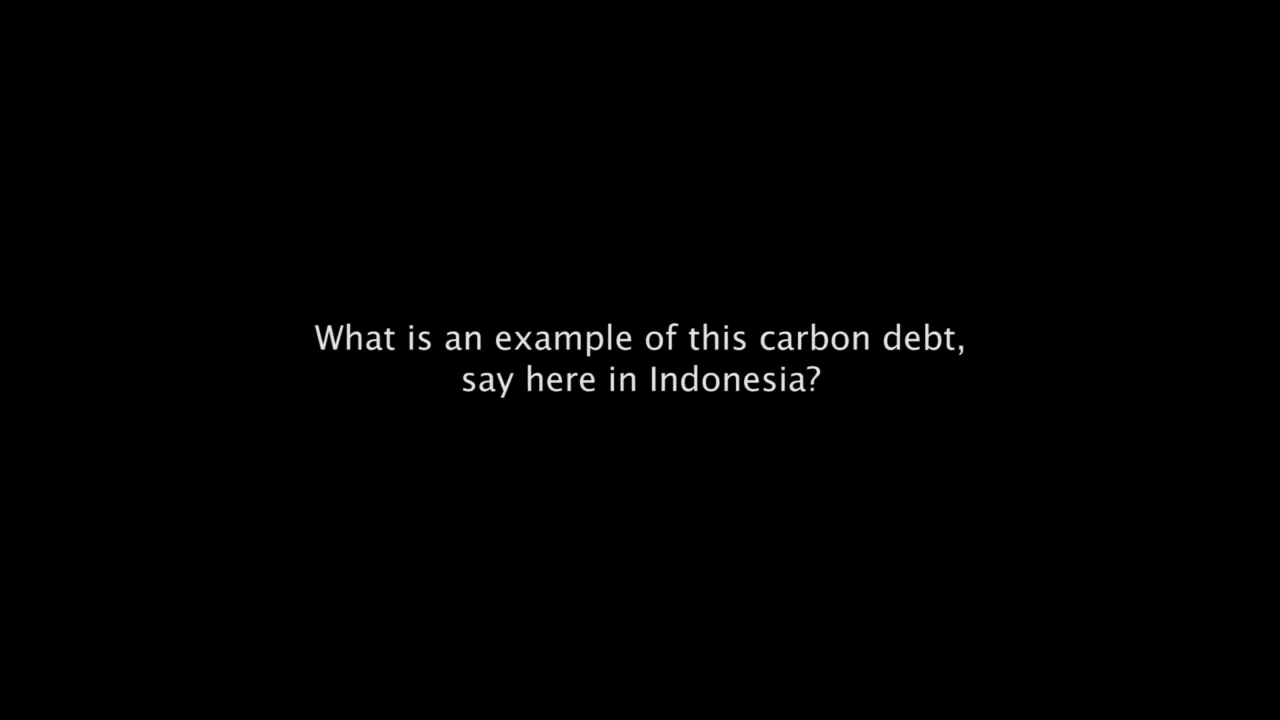 What is an example of this carbon debt,
say here in Indonesia?